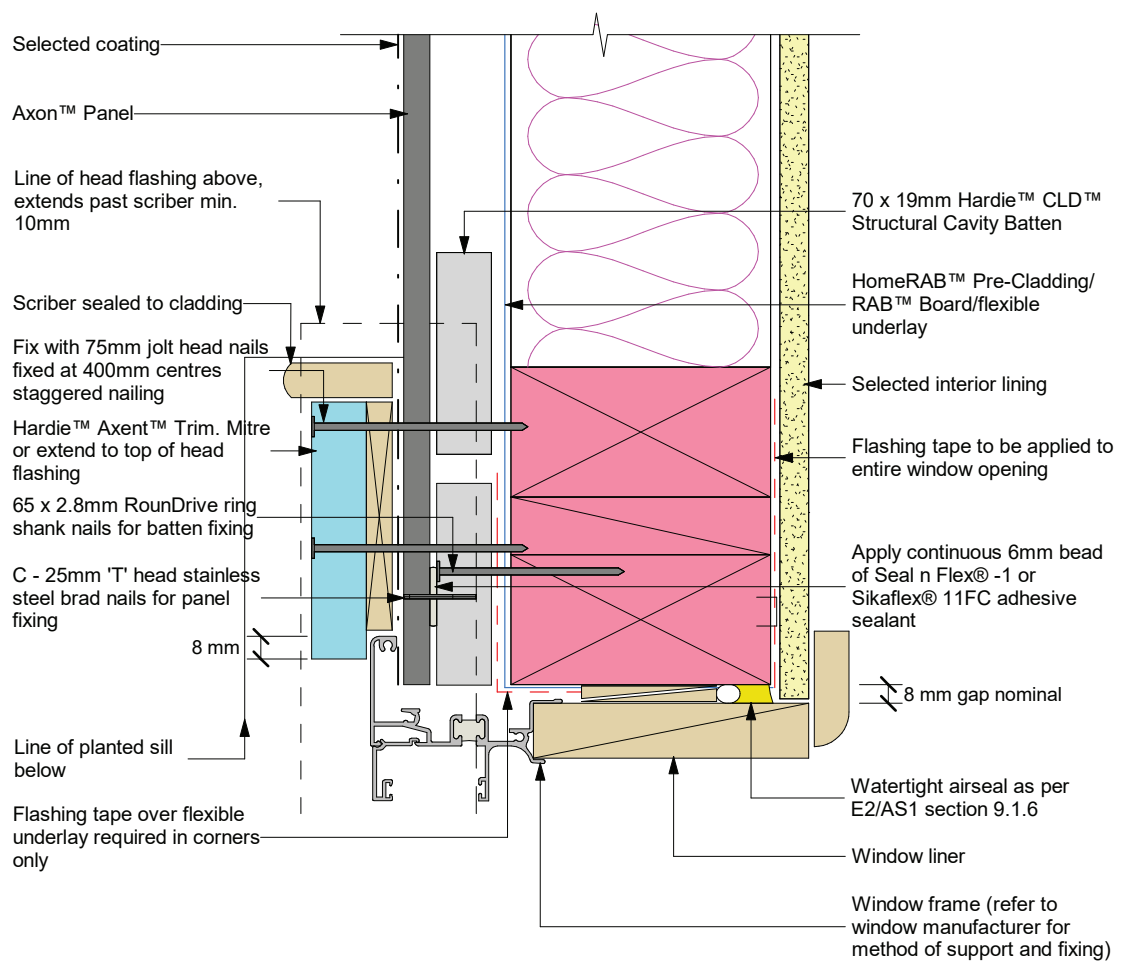 Selected coating
Axon™ Panel
Line of head flashing above,
extends past scriber min.
10mm
Scriber sealed to cladding
Fix with 75mm jolt head nails
fixed at 400mm centres
staggered nailing
Hardie™ Axent™ Trim. Mitre
or extend to top of head
flashing
65 x 2.8mm RounDrive ring
shank nails for batten fixing
C - 25mm 'T' head stainless
steel brad nails for panel
fixing
8 mm
Line of planted sill
below
Flashing tape over flexible
underlay required in corners
only
70 x 19mm Hardie™ CLD™
Structural Cavity Batten
HomeRAB™ Pre-Cladding/
RAB™ Board/flexible
underlay
Selected interior lining
Flashing tape to be applied to
entire window opening
Apply continuous 6mm bead
of Seal n Flex® -1 or
Sikaflex® 11FC adhesive
sealant
8 mm gap nominal
Watertight airseal as per
E2/AS1 section 9.1.6
Window liner
Window frame (refer to
window manufacturer for
method of support and fixing)